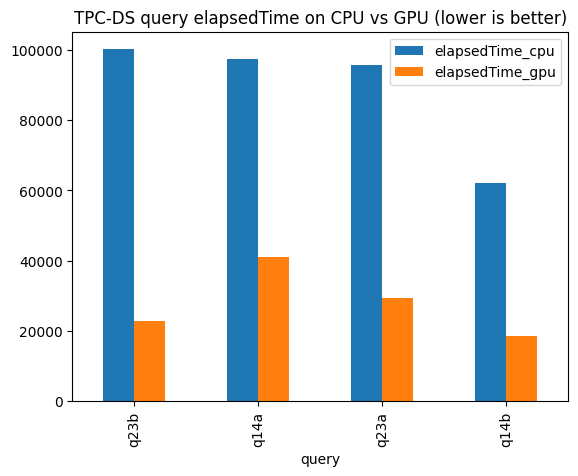 TPC-DS query elapsedTime on CPU vs GPU (lower is better)
elapsedTime_cpu
elapsedTime_gpu
100000
80000
60000
40000
20000
0
q23b
q14a
q23a
q14b
query